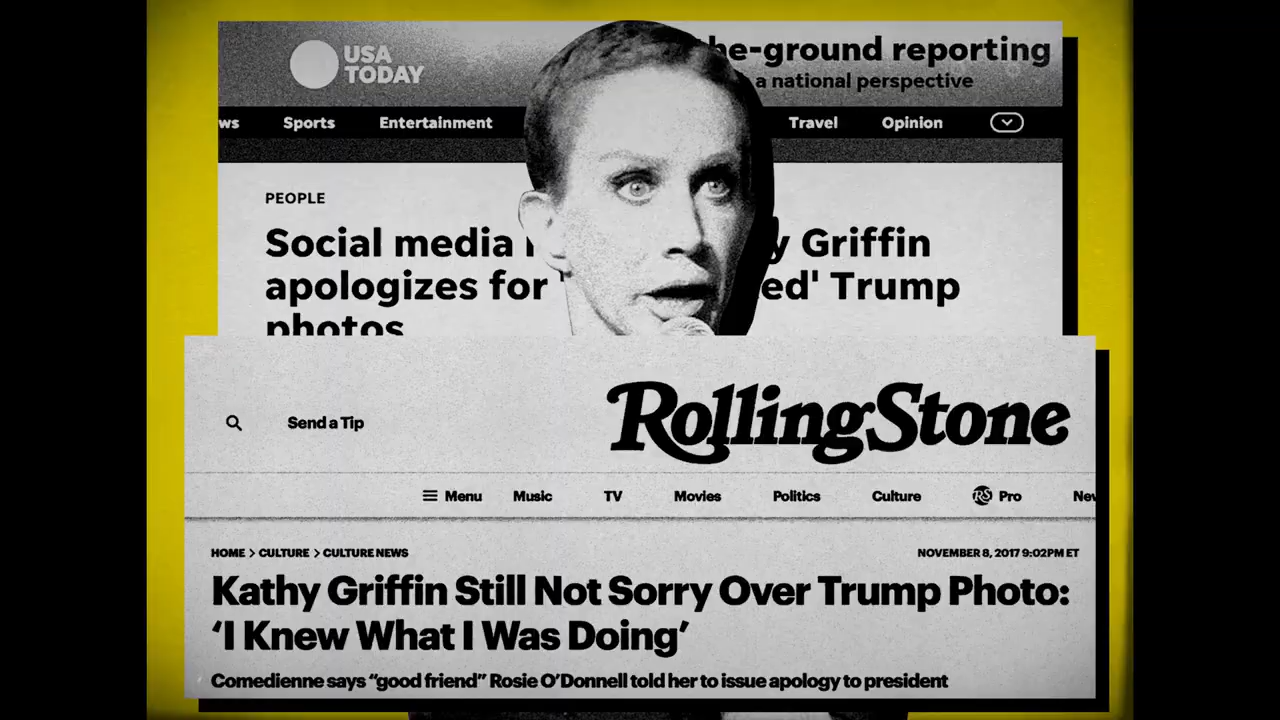 USA
TODAY
he-ground reporting
a national perspective
ws Sports Entertainment Travel Opinion
PEOPLE
Social media y Griffin
apologizes for ' ed' Trump
photos
RollingStone
Send a Tip
Menu Music TV Movies Politics Culture RS Pro New
HOME > CULTURE > CULTURE NEWS
NOVEMBER 8, 2017 9:02PM ET
Kathy Griffin Still Not Sorry Over Trump Photo:
‘I Knew What I Was Doing’
Comedienne says “good friend” Rosie O’Donnell told her to issue apology to president